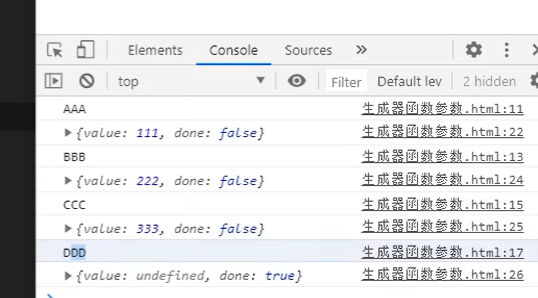 Elements Console Sources »
top Filter Default lev 2 hidden
AAA 生成器函数参数.html:11
{value: 111, done: false} 生成器函数参数.html:22
BBB 生成器函数参数.html:13
{value: 222, done: false} 生成器函数参数.html:24
CCC 生成器函数参数.html:15
{value: 333, done: false} 生成器函数参数.html:25
DDD 生成器函数参数.html:17
{value: undefined, done: true} 生成器函数参数.html:26